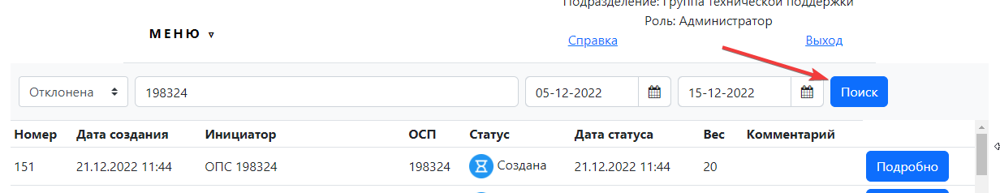 Подразделение: Группа технической поддержки
Роль: Администратор
МЕНЮ
Справка Выход
Отклонена 198324 05-12-2022 15-12-2022 Поиск
Номер Дата создания Инициатор ОСП Статус Дата статуса Вес Комментарий
151 21.12.2022 11:44 ОПС 198324 198324 Создана 21.12.2022 11:44 20 Подробно